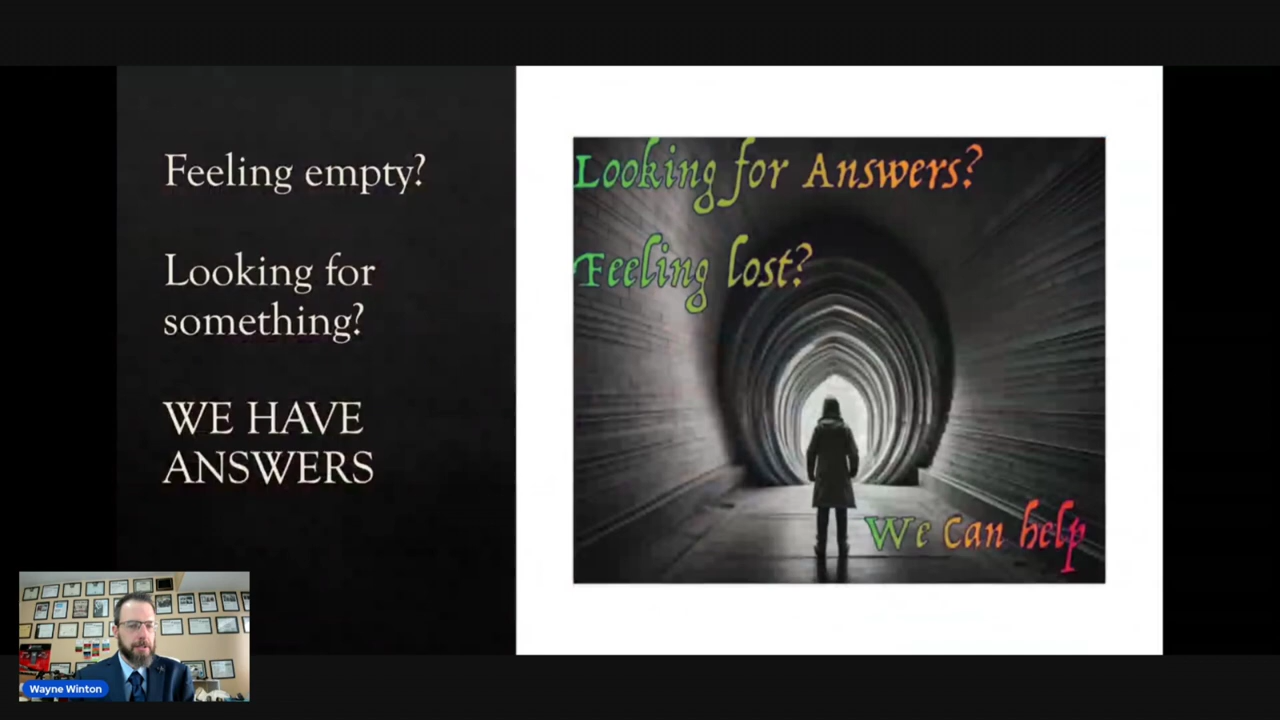 Feeling empty?
Looking for
something?
WE HAVE
ANSWERS
Looking for Answers?
Feeling lost?
We Can help
Wayne Winton